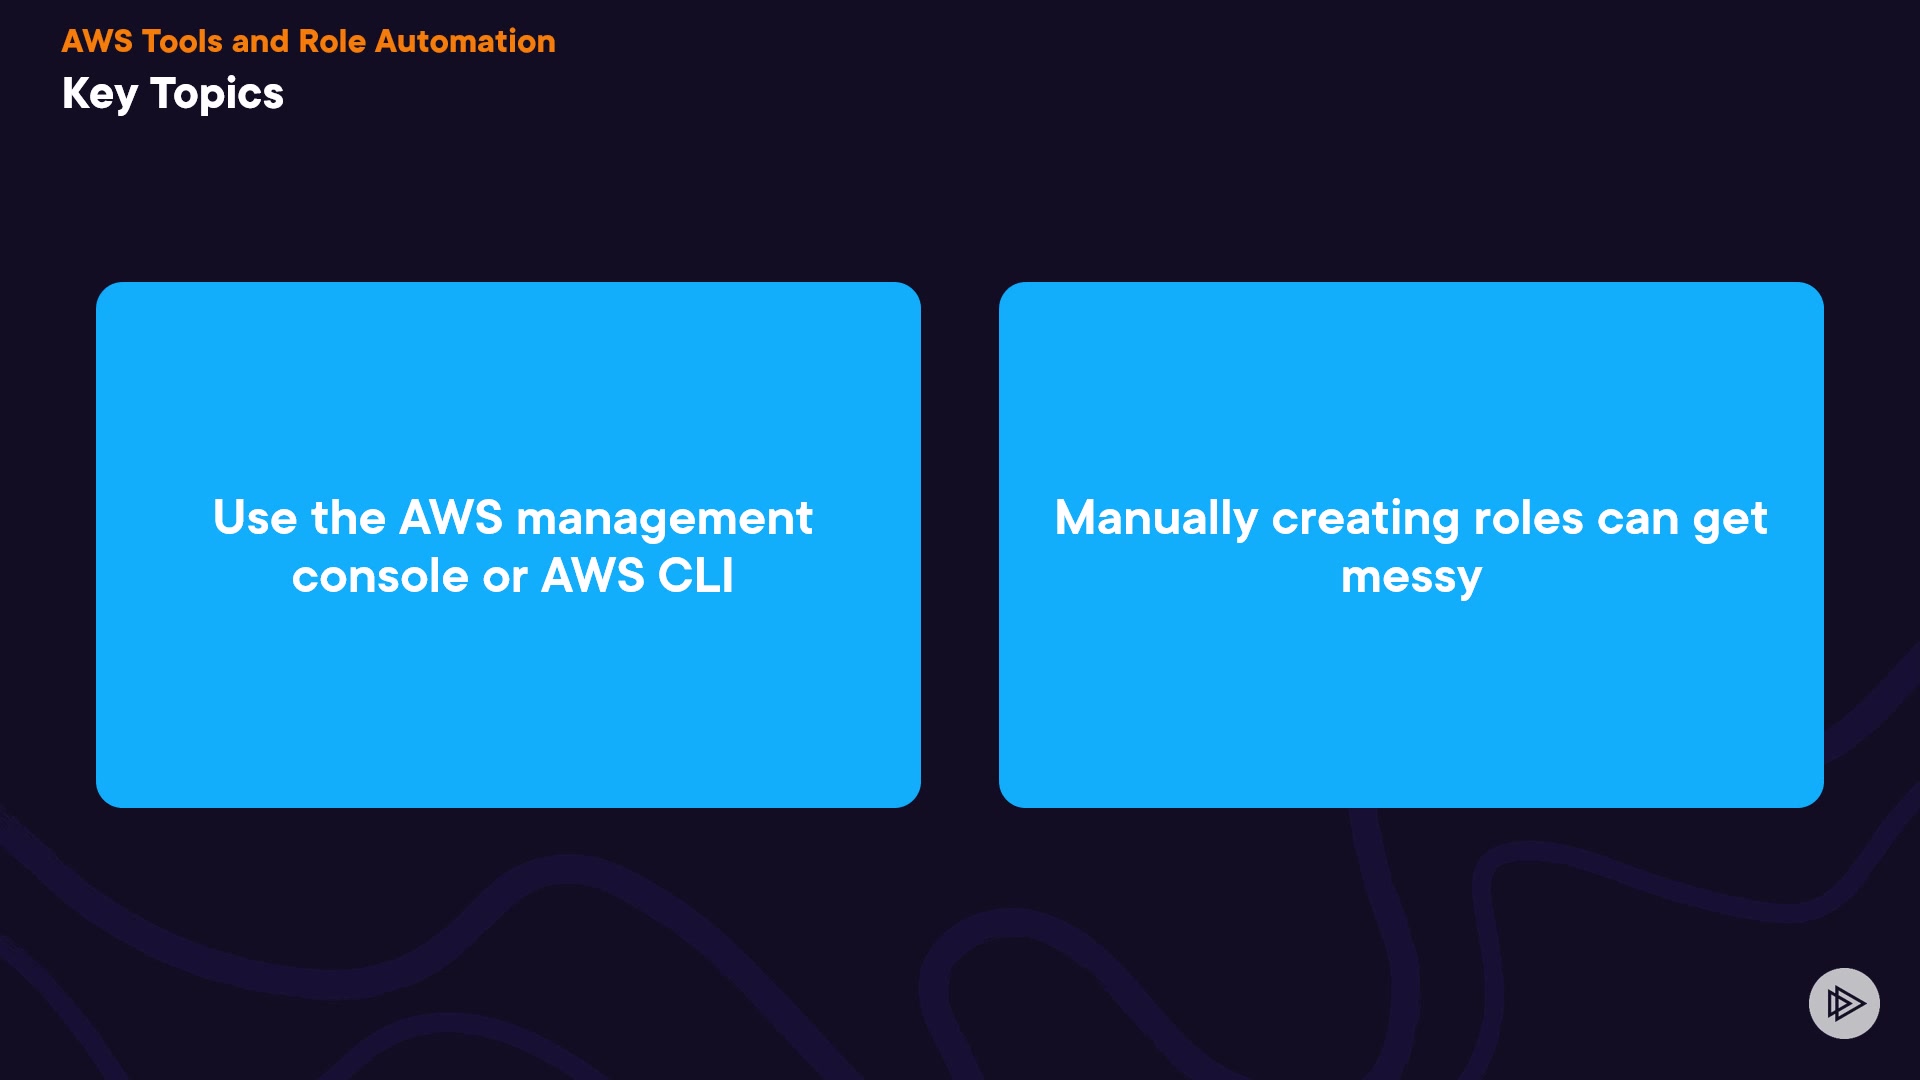 AWS Tools and Role Automation
Key Topics
Use the AWS management
console or AWS CLI
Manually creating roles can get
messy